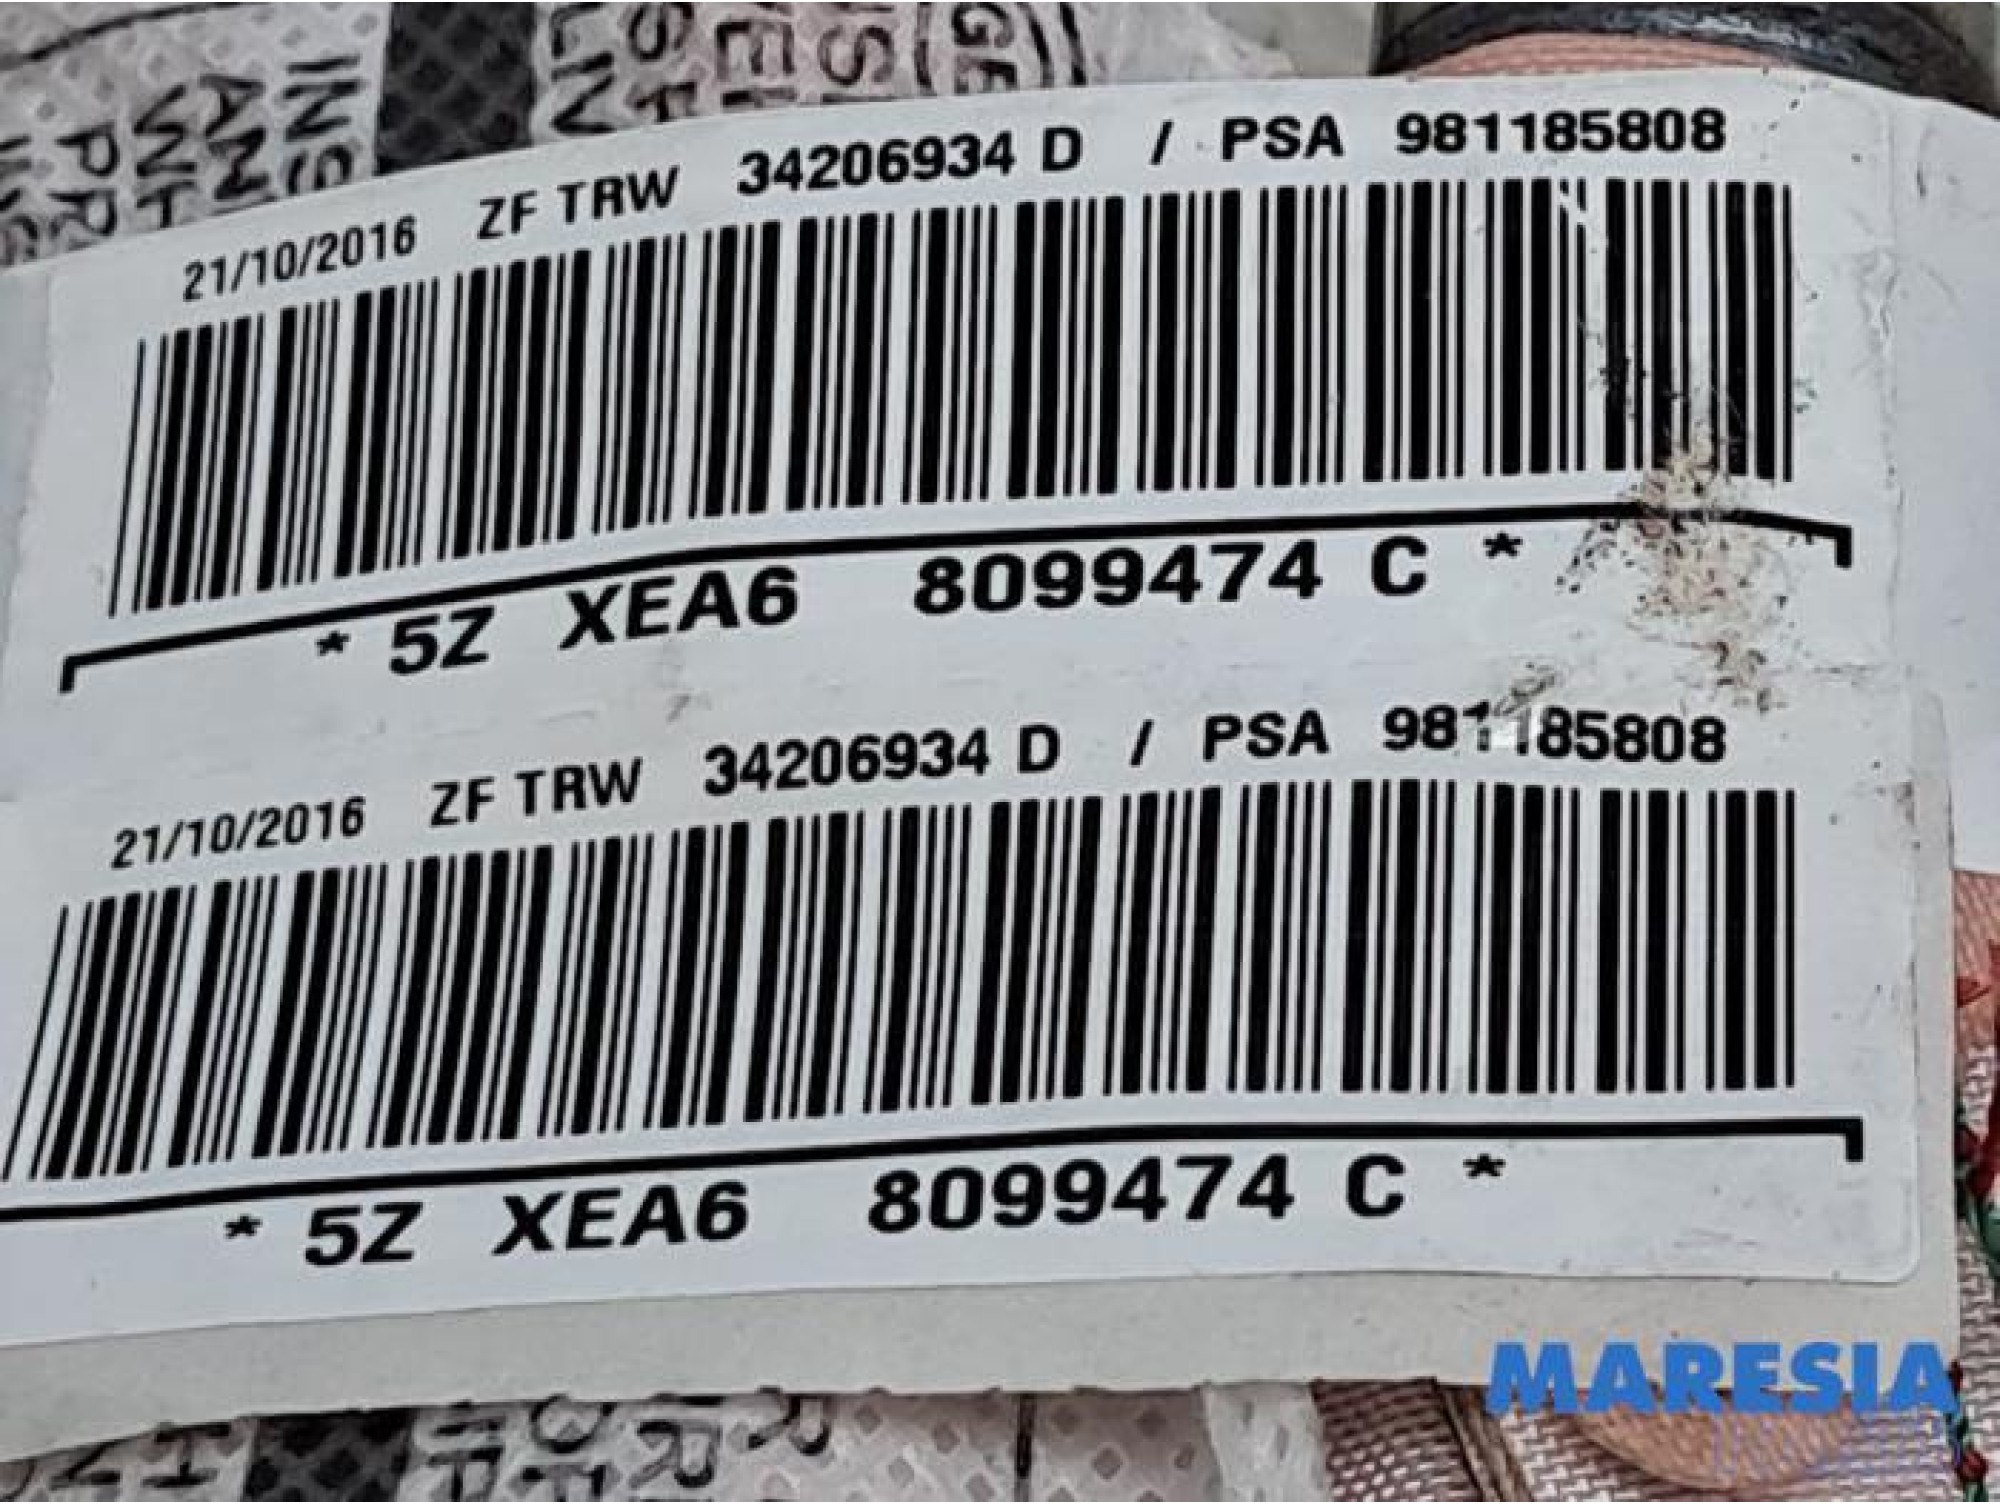 21/10/2016 ZF TRW 34206934 D / PSA 981185808
* 5Z XEA6 8099474 C *
21/10/2016 ZF TRW 34206934 D / PSA 981185808
* 5Z XEA6 8099474 C *
MARESIA